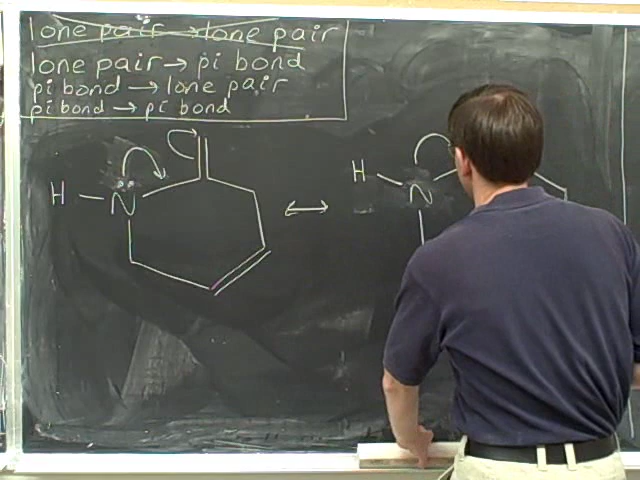 lone pair → lone pair
lone pair → pi bond
pi bond → lone pair
pi bond → pi bond
H N
H N